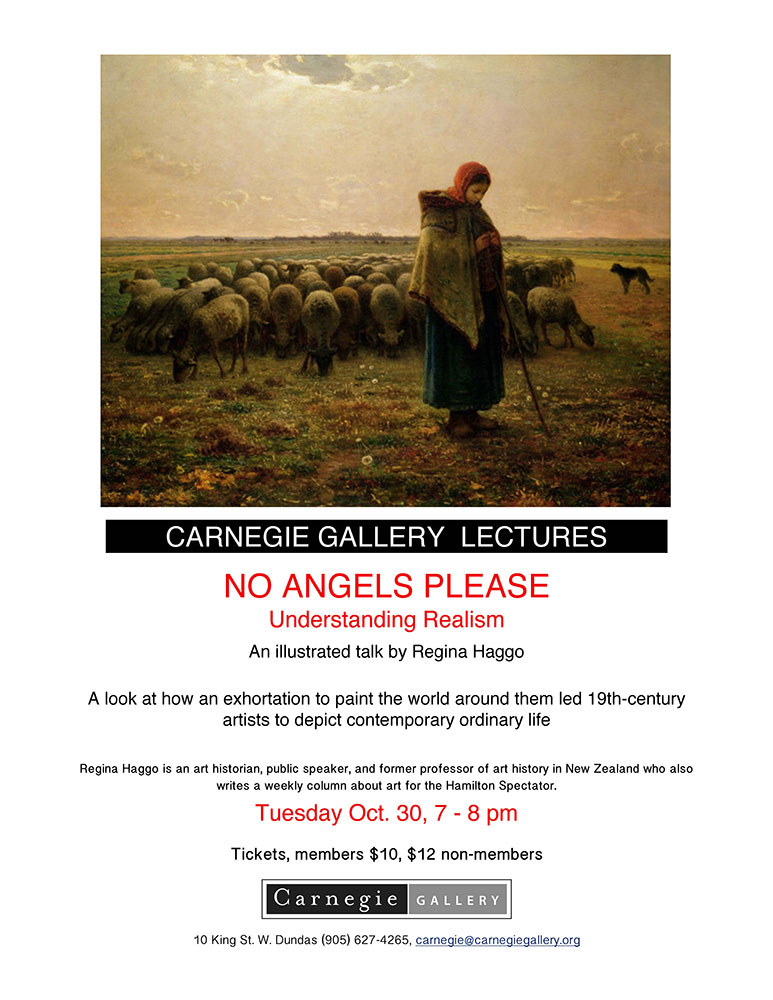 CARNEGIE GALLERY  LECTURES
NO ANGELS PLEASE
Understanding Realism
An illustrated talk by Regina Haggo
A look at how an exhortation to paint the world around them led 19th-century
artists to depict contemporary ordinary life
Regina Haggo is an art historian, public speaker, and former professor of art history in New Zealand who also
writes a weekly column about art for the Hamilton Spectator.
Tuesday Oct. 30, 7 - 8 pm
Tickets, members $10, $12 non-members
Carnegie GALLERY
10 King St. W. Dundas (905) 627-4265, carnegie@carnegiegallery.org